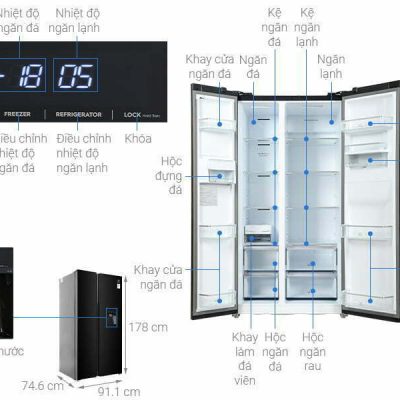 Nhiệt độ
ngăn đá
Nhiệt độ
ngăn lạnh
-18 05
FREEZER REFRIGERATOR LOCK Hold 3sec
Điều chỉnh
nhiệt độ
ngăn đá
Điều chỉnh
nhiệt độ
ngăn lạnh
Khóa
Kệ
ngăn
đá
Kệ
ngăn
lạnh
Khay cửa
ngăn đá
Ngăn
đá
Ngăn
lạnh
Hộc
đựng
đá
Khay cửa
ngăn đá
Khay
làm
đá
viên
Hộc
ngăn
đá
Hộc
ngăn
rau
nước
178 cm
74.6 cm
91.1 cm